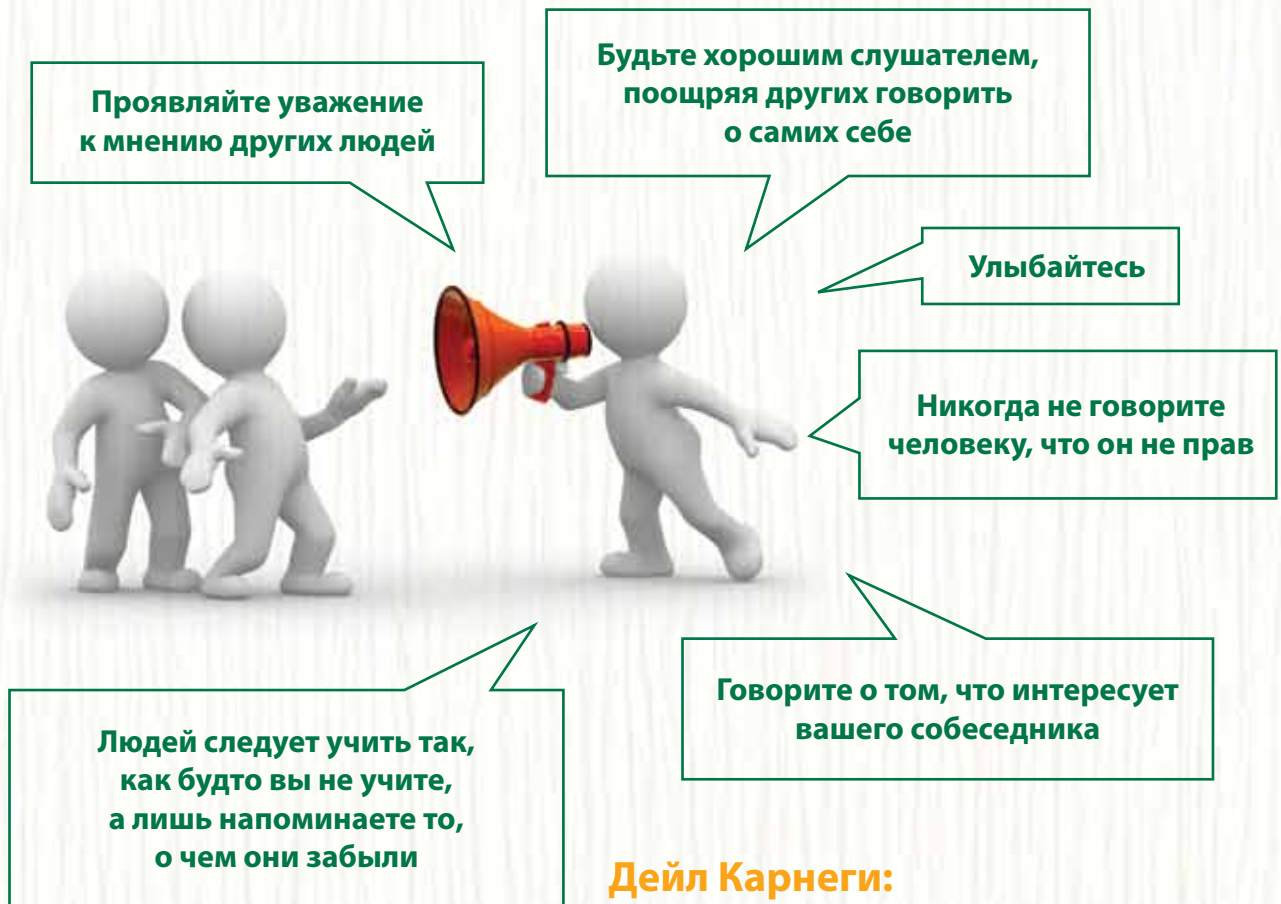 Проявляйте уважение
к мнению других людей
Будьте хорошим слушателем,
поощряя других говорить
о самих себе
Улыбайтесь
Никогда не говорите
человеку, что он не прав
Говорите о том, что интересует
вашего собеседника
Людей следует учить так,
как будто вы не учите,
а лишь напоминаете то,
о чем они забыли
Дейл Карнеги: